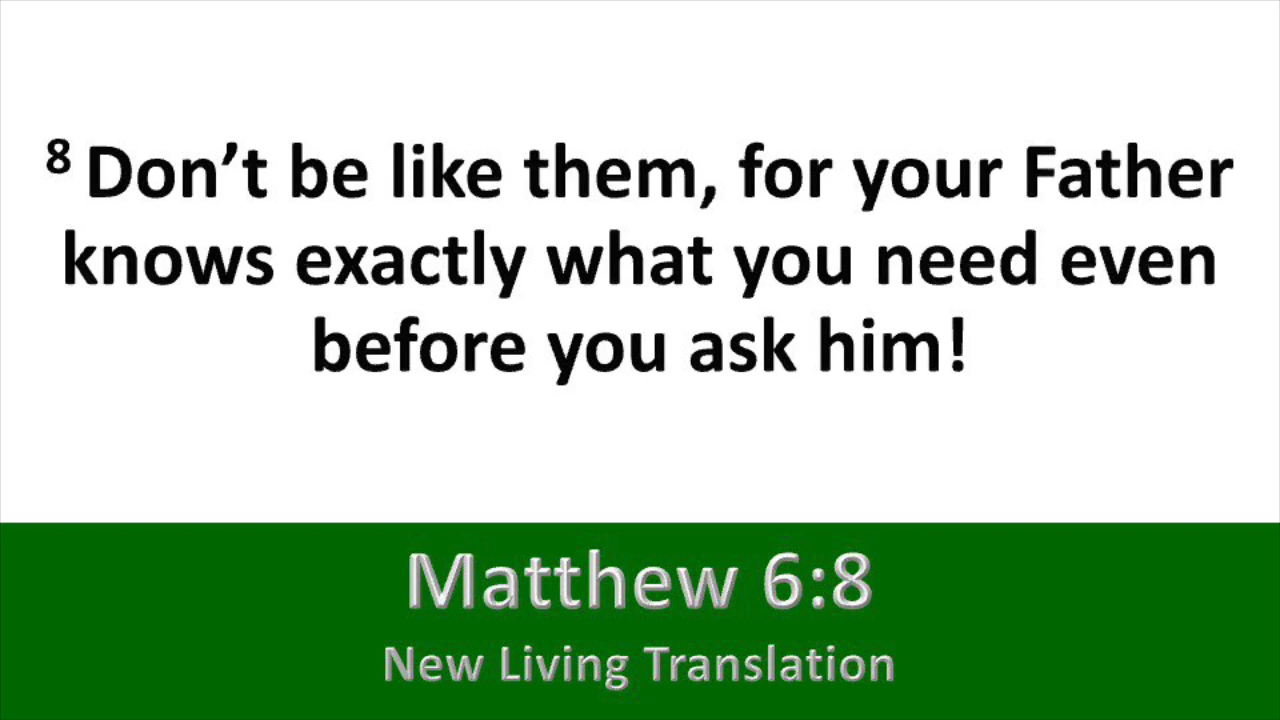 8 Don’t be like them, for your Father
knows exactly what you need even
before you ask him!
Matthew 6:8
New Living Translation